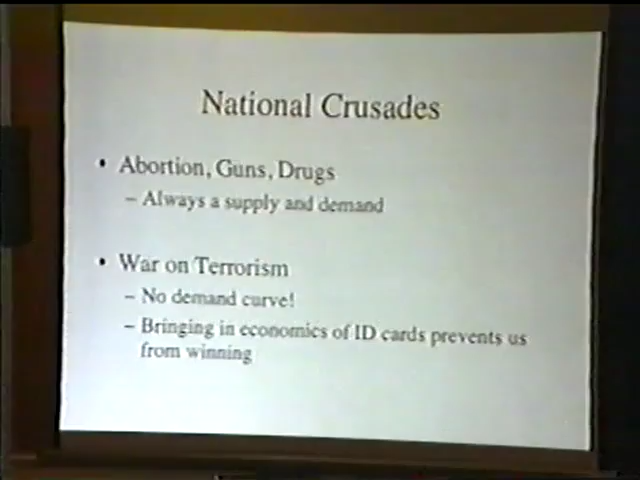 National Crusades
• Abortion, Guns, Drugs
– Always a supply and demand
• War on Terrorism
– No demand curve!
– Bringing in economics of ID cards prevents us
from winning